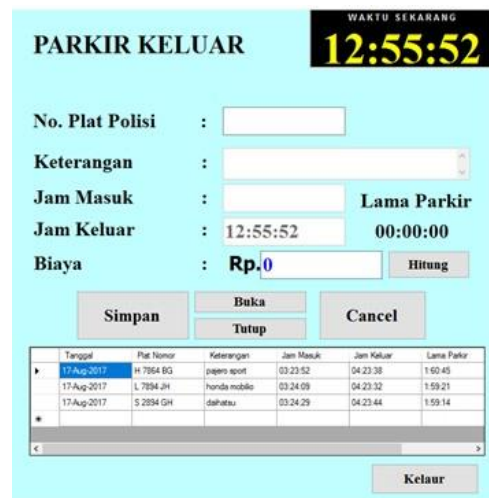 WAKTU SEKARANG
PARKIR KELUAR 12:55:52
No. Plat Polisi :
Keterangan :
Jam Masuk : Lama Parkir
Jam Keluar : 12:55:52 00:00:00
Biaya : Rp.0 Hitung
Simpan Buka Cancel
Tutup
Tanggal Plat Nomor Keterangan Jam Masuk Jam Keluar Lama Parkir
17-Aug-2017 H 7864 BG pajero sport 03:23:52 04:23:38 1:60:45
17-Aug-2017 L 7894 JH honda mobilio 03:24:09 04:23:32 1:59:21
17-Aug-2017 S 2894 GH daihatsu 03:24:29 04:23:44 1:59:14
Kelaur